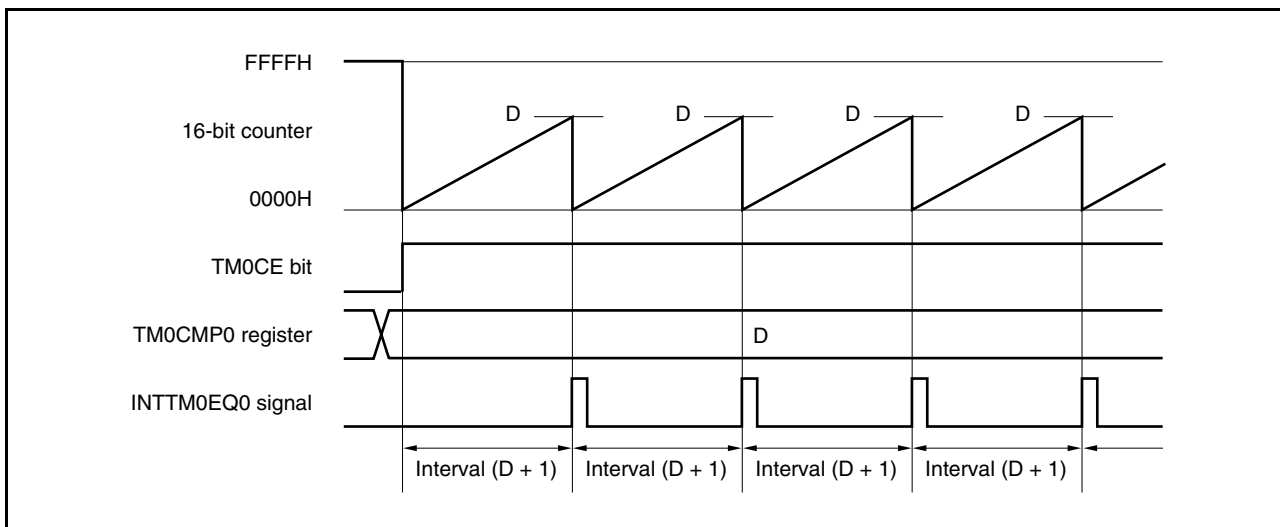 FFFFH
D D D D
16-bit counter
0000H
TM0CE bit
TM0CMP0 register
D
INTTM0EQ0 signal
Interval (D + 1) Interval (D + 1) Interval (D + 1) Interval (D + 1)